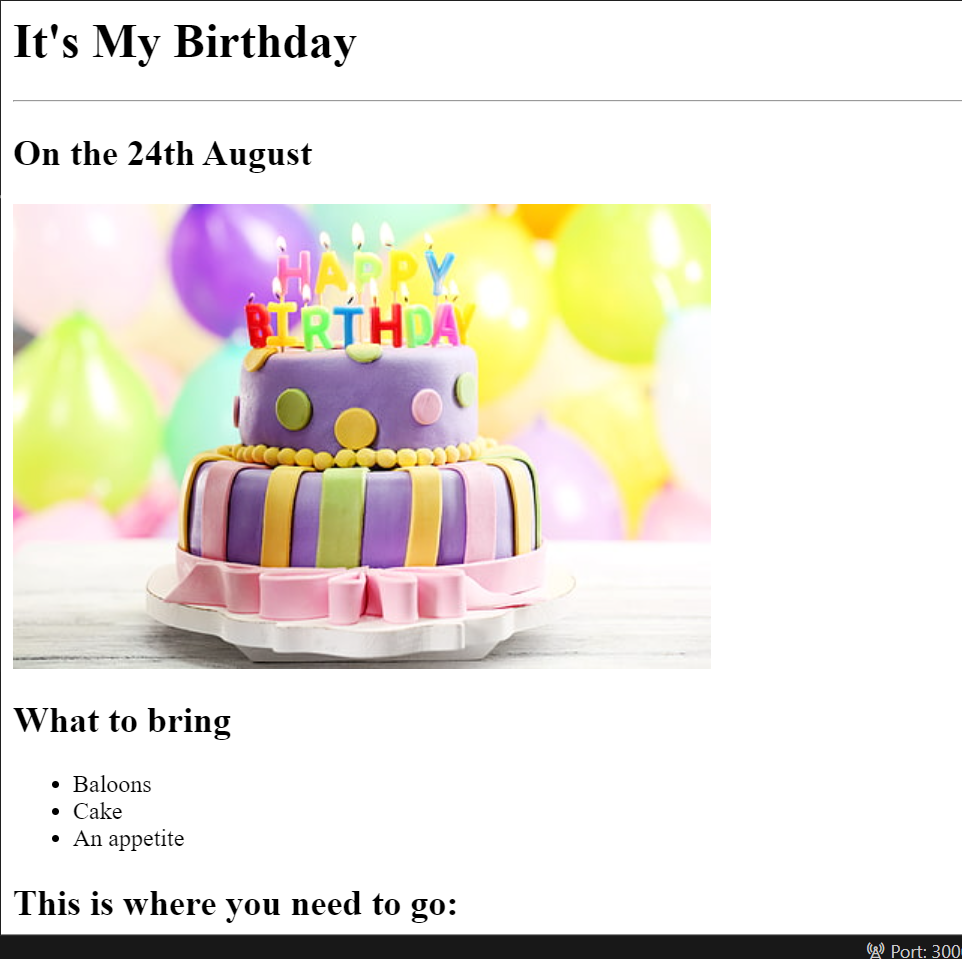 It's My Birthday
On the 24th August
HAPPY
BIRTHDAY
What to bring
Baloons
Cake
An appetite
This is where you need to go:
Port: 300